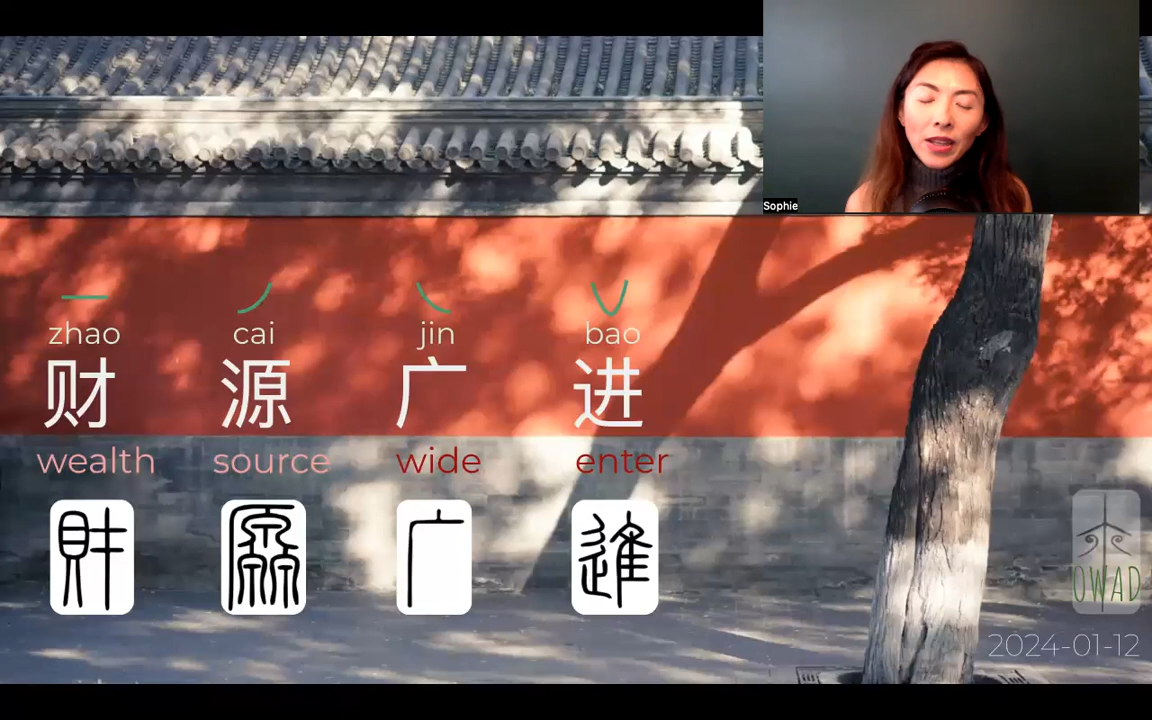 Sophie
zhao cai jin bao
财 源 广 进
wealth source wide enter
財 原 广 進
OWAD
2024-01-12